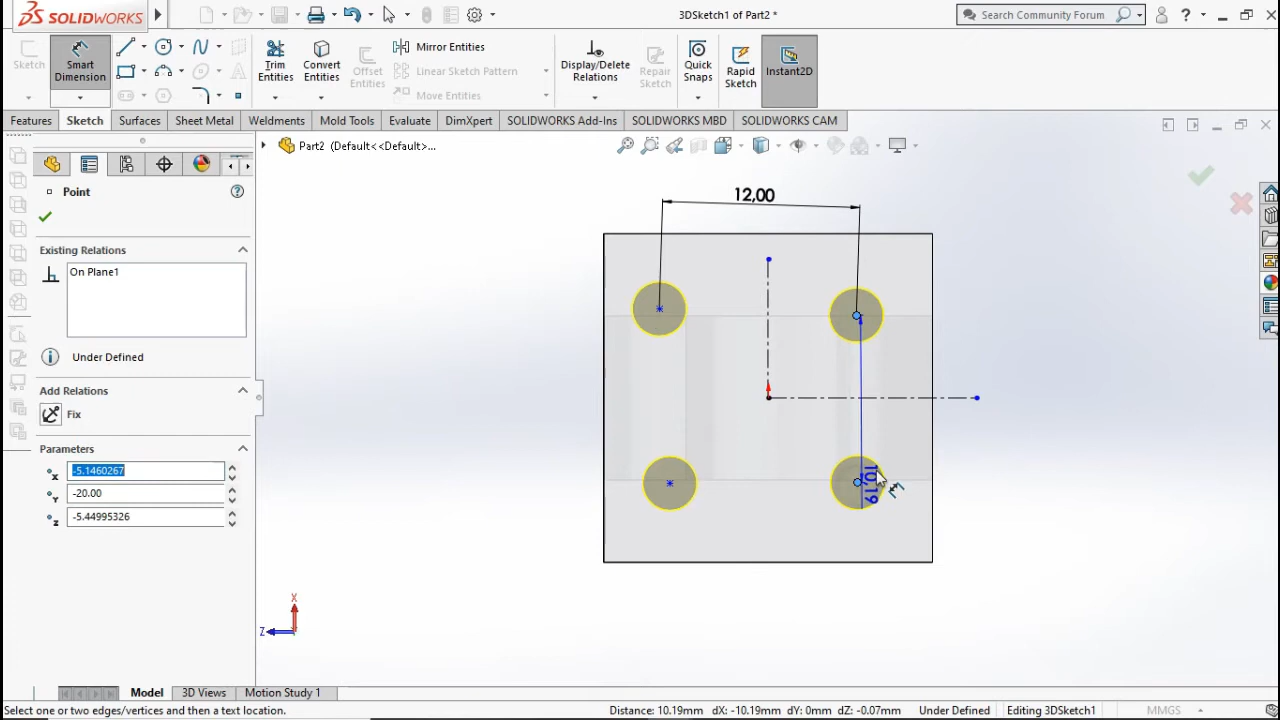 SOLIDWORKS
3DSketch1 of Part2 *
Search Community Forum
?
Sketch
Smart Dimension
Trim Entities
Convert Entities
Offset Entities
Mirror Entities
Linear Sketch Pattern
Move Entities
Display/Delete Relations
Repair Sketch
Quick Snaps
Rapid Sketch
Instant2D
Features
Sketch
Surfaces
Sheet Metal
Weldments
Mold Tools
Evaluate
DimXpert
SOLIDWORKS Add-Ins
SOLIDWORKS MBD
SOLIDWORKS CAM
Part2 (Default<<Default>...
Point
?
Existing Relations
On Plane1
Under Defined
Add Relations
Fix
Parameters
X -5.1460267
Y -20.00
Z -5.44995326
12,00
10,19
X
Z
Model
3D Views
Motion Study 1
Select one or two edges/vertices and then a text location.
Distance: 10.19mm dX: -10.19mm dY: 0mm dZ: -0.07mm
Under Defined
Editing 3DSketch1
MMGS